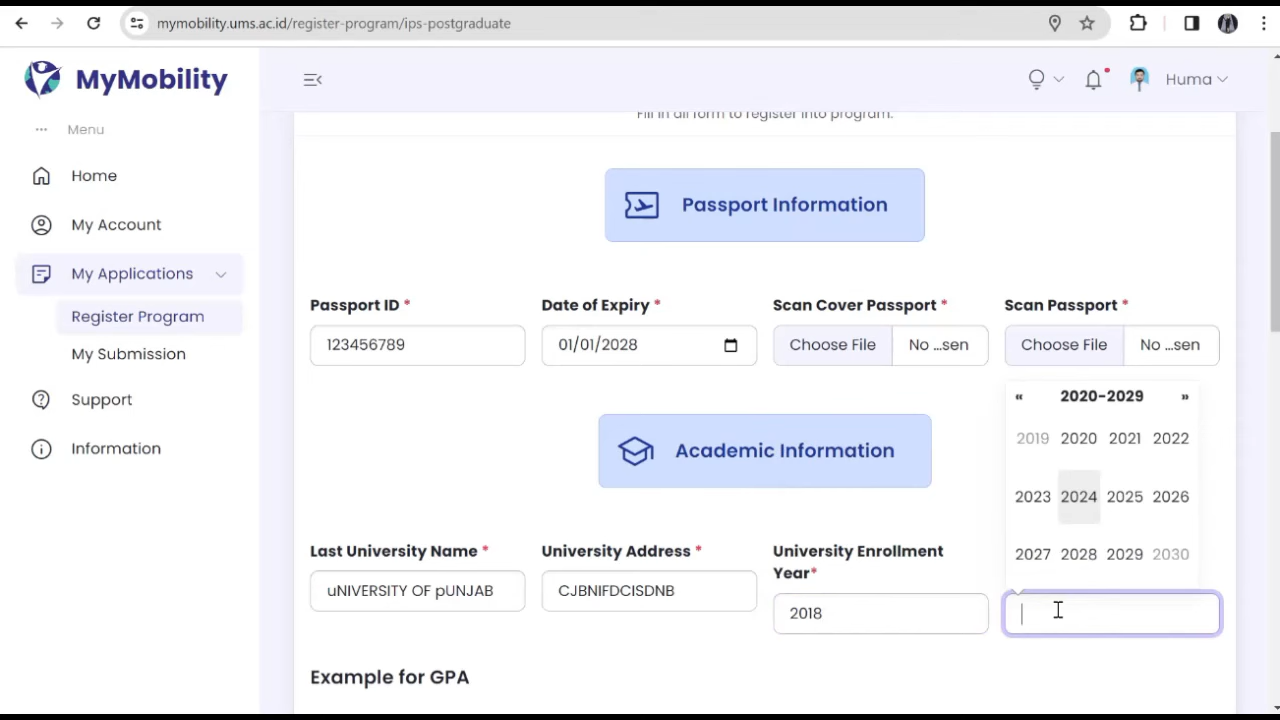 mymobility.ums.ac.id/register-program/ips-postgraduate
MyMobility
Huma
Menu
Fill in all form to register into program.
Home
Passport Information
My Account
My Applications
Register Program
My Submission
Support
Information
Passport ID *
Date of Expiry *
Scan Cover Passport *
Scan Passport *
123456789
01/01/2028
Choose File No ...sen
Choose File No ...sen
« 2020-2029 »
2019 2020 2021 2022
2023 2024 2025 2026
2027 2028 2029 2030
Academic Information
Last University Name *
University Address *
University Enrollment
Year*
uNIVERSITY OF pUNJAB
CJBNIFDCISDNB
2018
Example for GPA